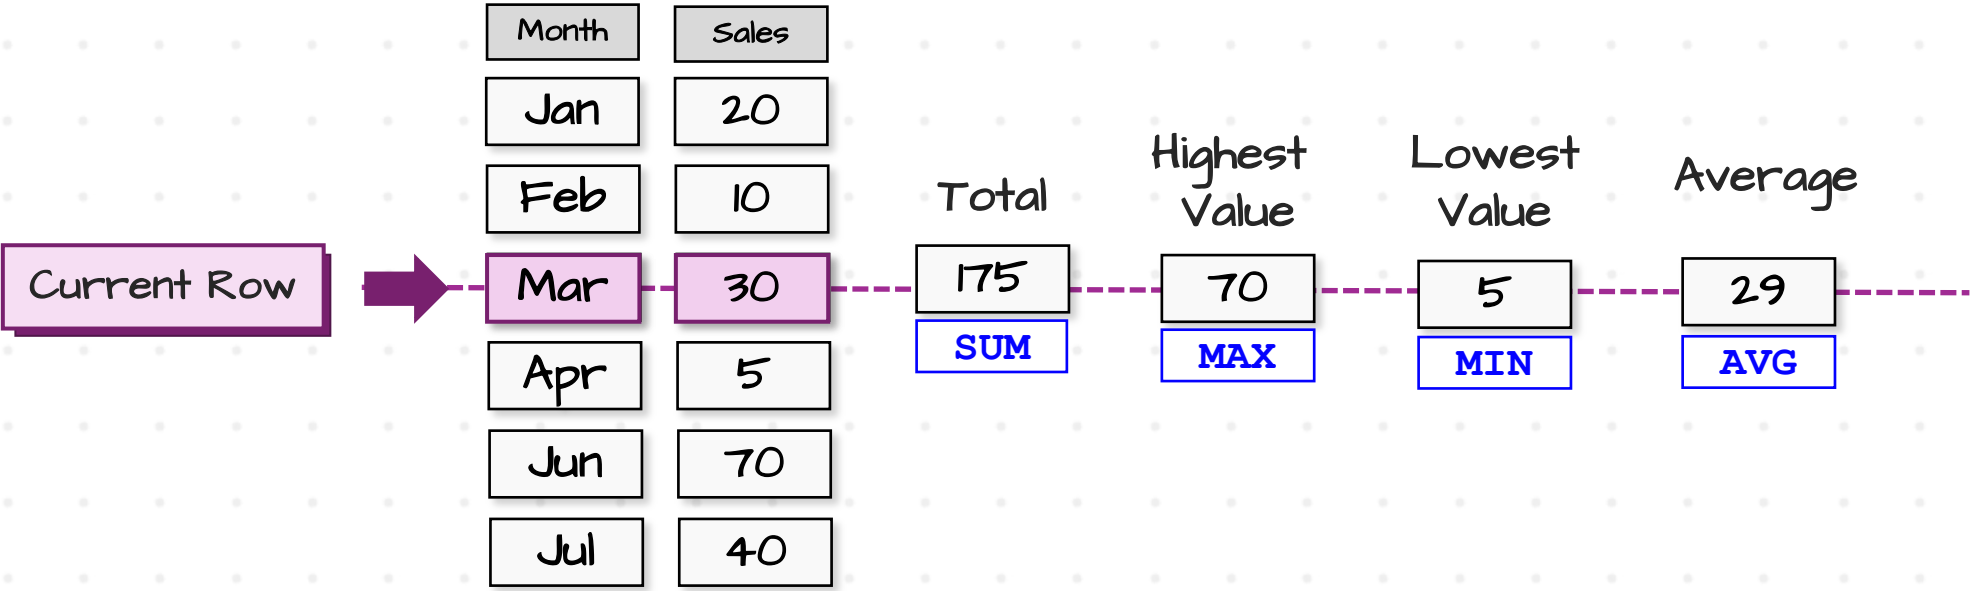 Month Sales
Jan 20
Feb 10
Current Row Mar 30
Apr 5
Jun 70
Jul 40
Total
175
SUM
Highest
Value
70
MAX
Lowest
Value
5
MIN
Average
29
AVG